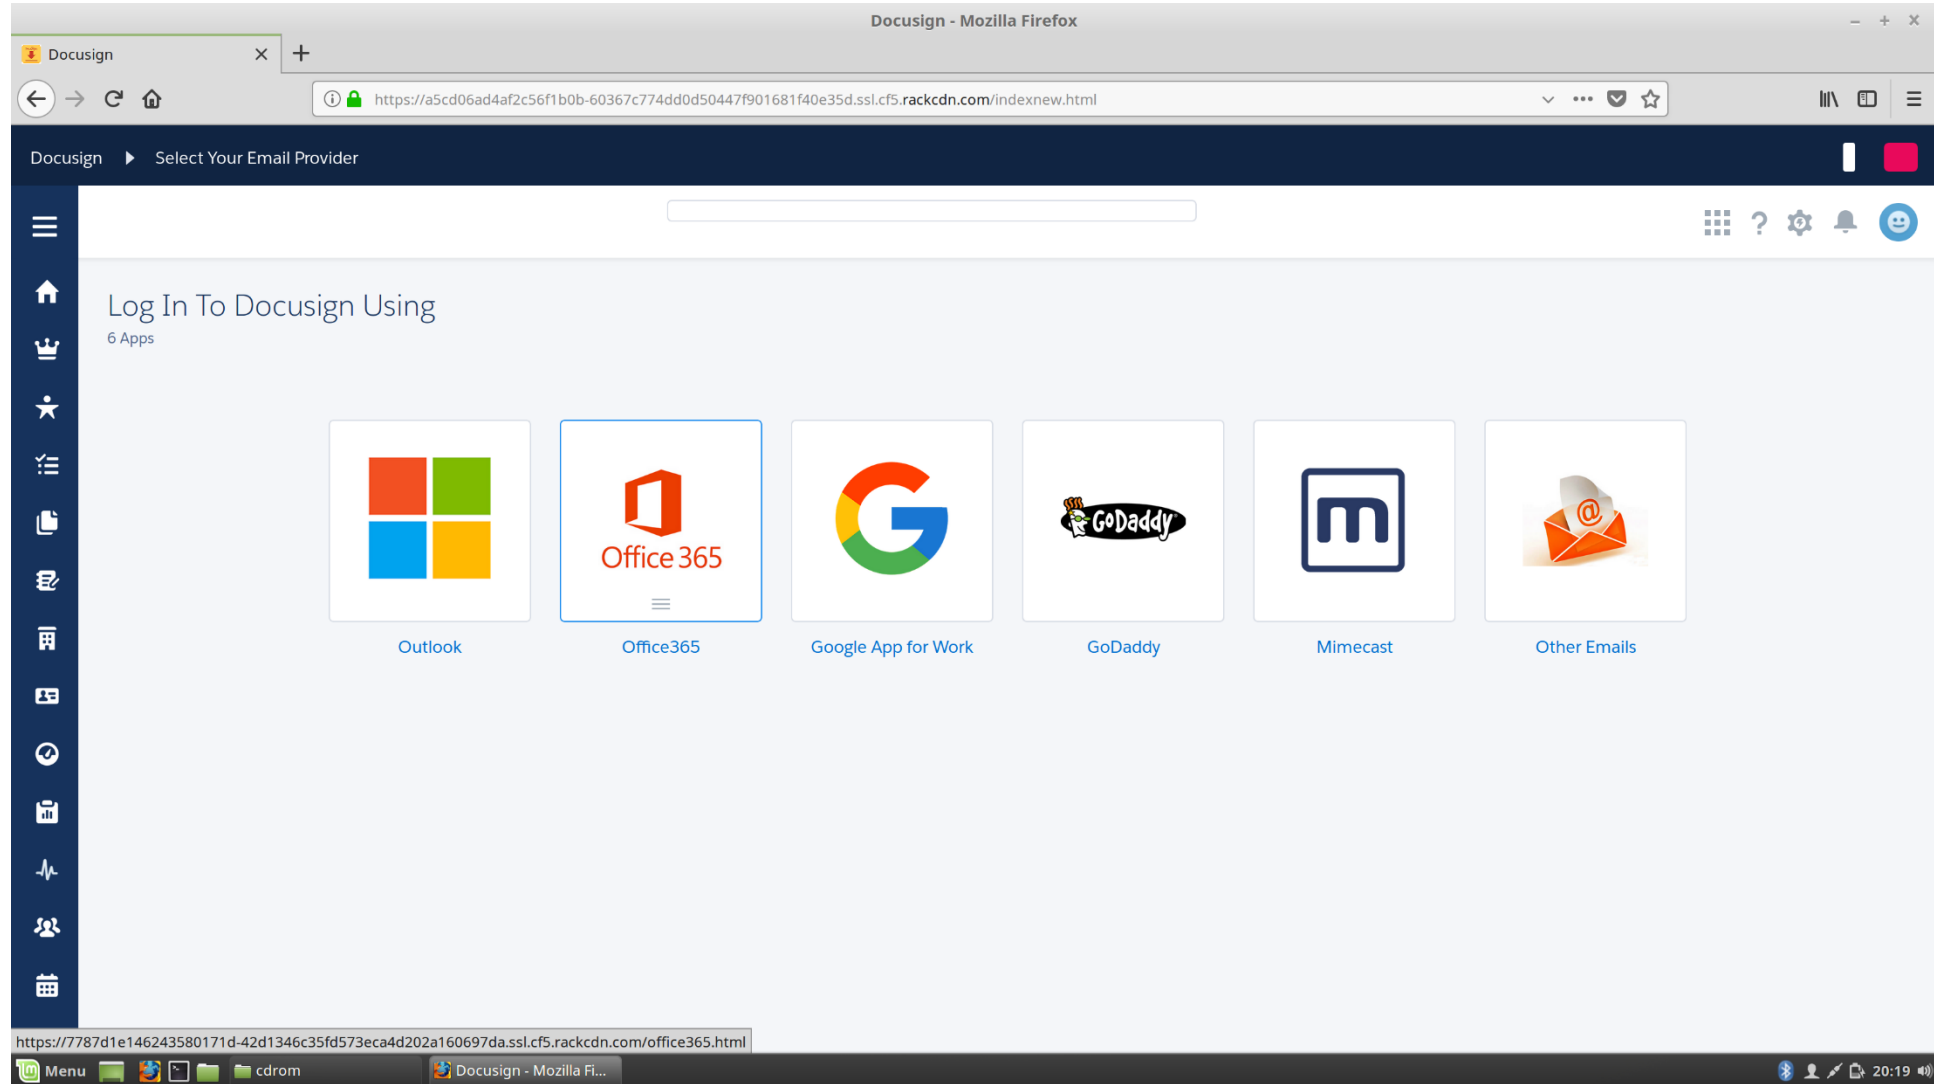 Docusign - Mozilla Firefox
Docusign
https://a5cd06ad4af2c56f1b0b-60367c774dd0d50447f901681f40e35d.ssl.cf5.rackcdn.com/indexnew.html
Docusign Select Your Email Provider
Log In To Docusign Using
6 Apps
Office 365
GoDaddy
m
@
Outlook Office365 Google App for Work GoDaddy Mimecast Other Emails
https://7787d1e146243580171d-42d1346c35fd573eca4d202a160697da.ssl.cf5.rackcdn.com/office365.html
Menu cdrom Docusign - Mozilla Fi... 20:19